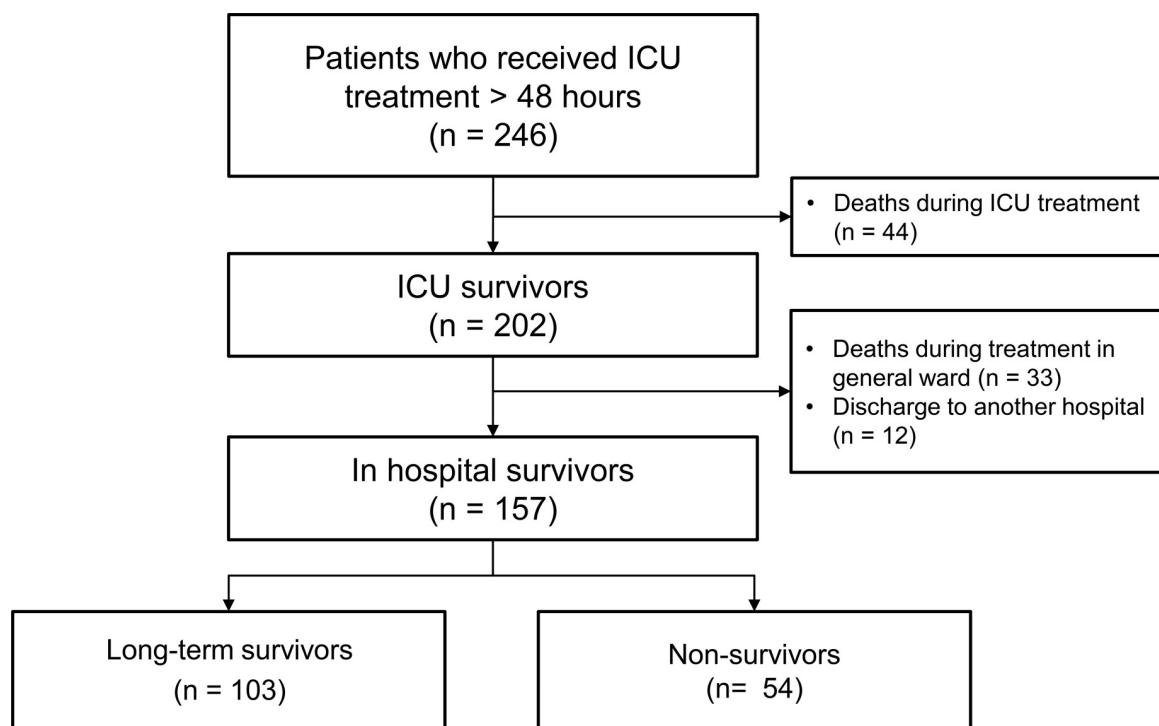 Patients who received ICU
treatment > 48 hours
(n = 246)
• Deaths during ICU treatment
(n = 44)
ICU survivors
(n = 202)
• Deaths during treatment in
general ward (n = 33)
• Discharge to another hospital
(n = 12)
In hospital survivors
(n = 157)
Long-term survivors
(n = 103)
Non-survivors
(n=  54)